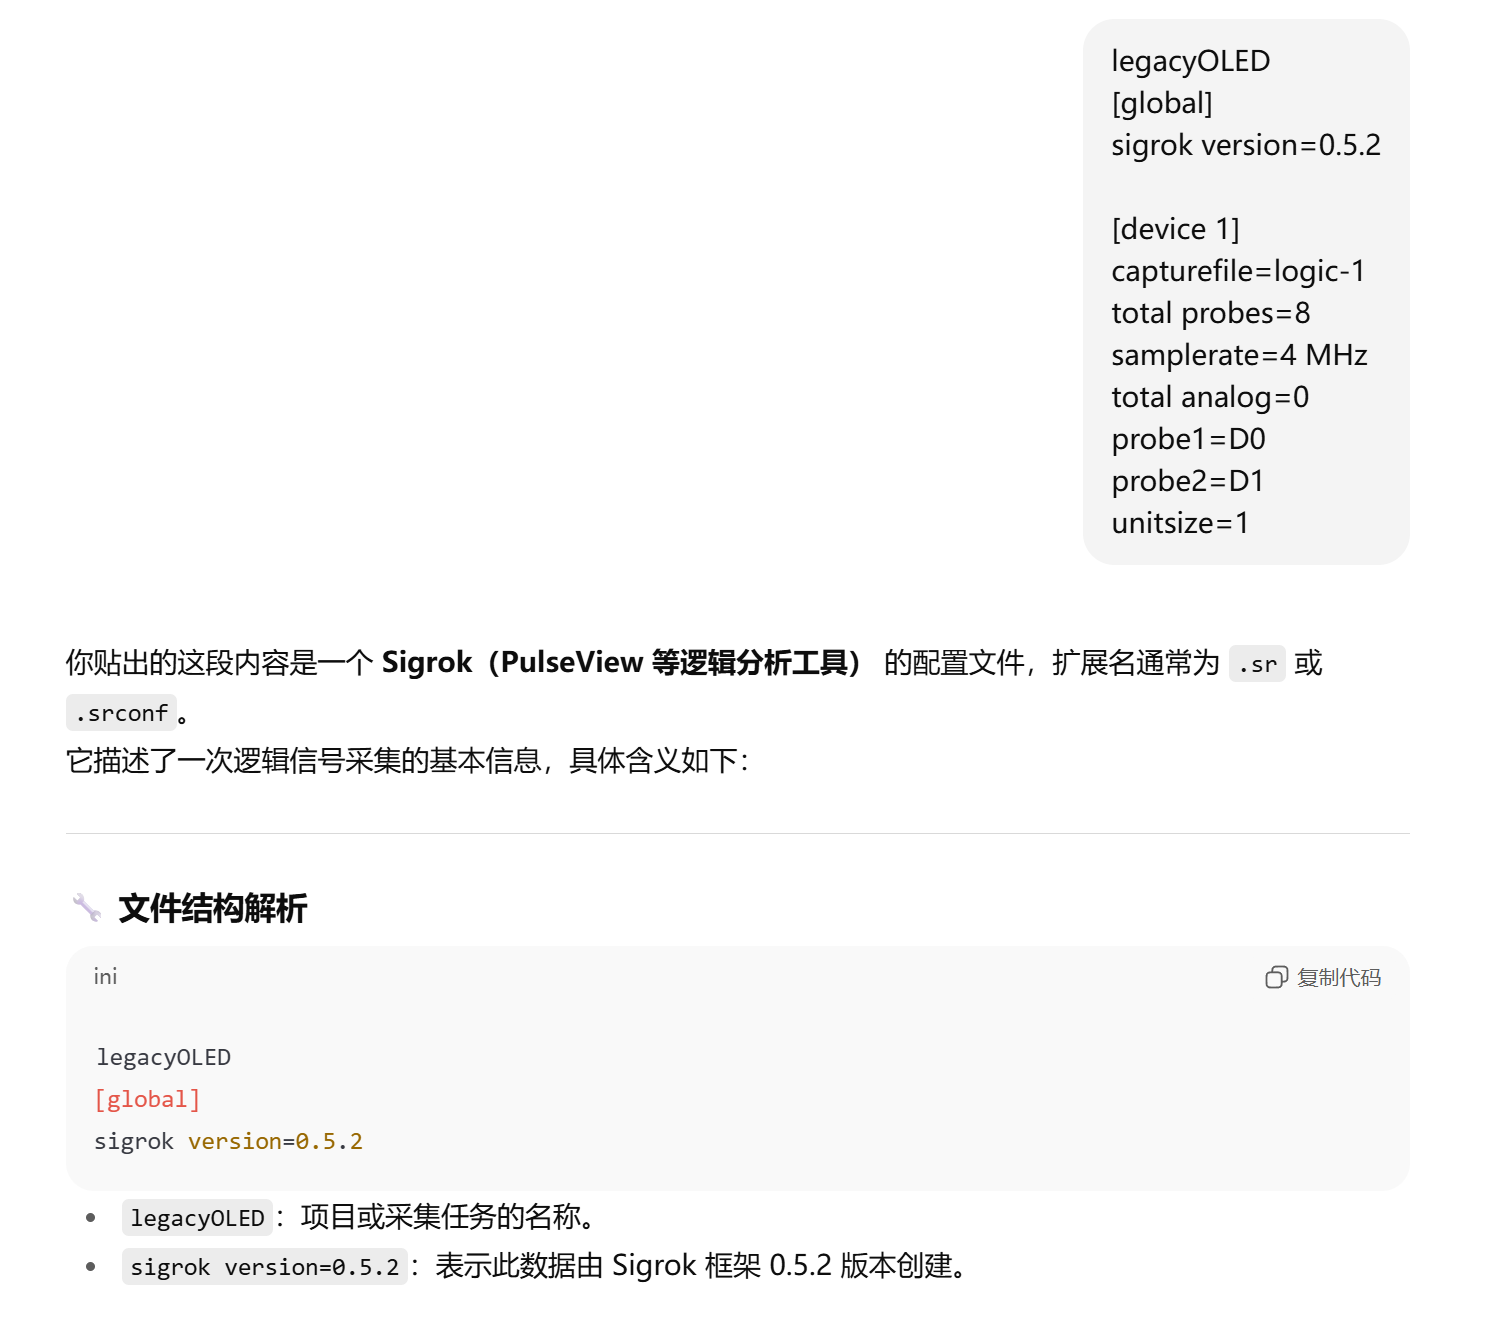 legacyOLED
[global]
sigrok version=0.5.2
[device 1]
capturefile=logic-1
total probes=8
samplerate=4 MHz
total analog=0
probe1=D0
probe2=D1
unitsize=1
你贴出的这段内容是一个 Sigrok（PulseView 等逻辑分析工具） 的配置文件，扩展名通常为 .sr 或
.srconf。
它描述了一次逻辑信号采集的基本信息，具体含义如下：
文件结构解析
ini
复制代码
legacyOLED
[global]
sigrok version=0.5.2
legacyOLED：项目或采集任务的名称。
sigrok version=0.5.2：表示此数据由 Sigrok 框架 0.5.2 版本创建。